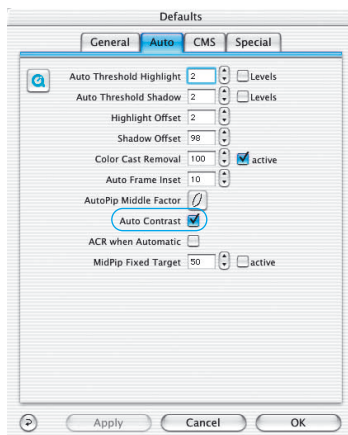 Defaults
General Auto CMS Special
Auto Threshold Highlight 2 Levels
Auto Threshold Shadow 2 Levels
Highlight Offset 2
Shadow Offset 98
Color Cast Removal 100 active
Auto Frame Inset 10
AutoPip Middle Factor 0
Auto Contrast
ACR when Automatic
MidPip Fixed Target 50 active
Apply Cancel OK